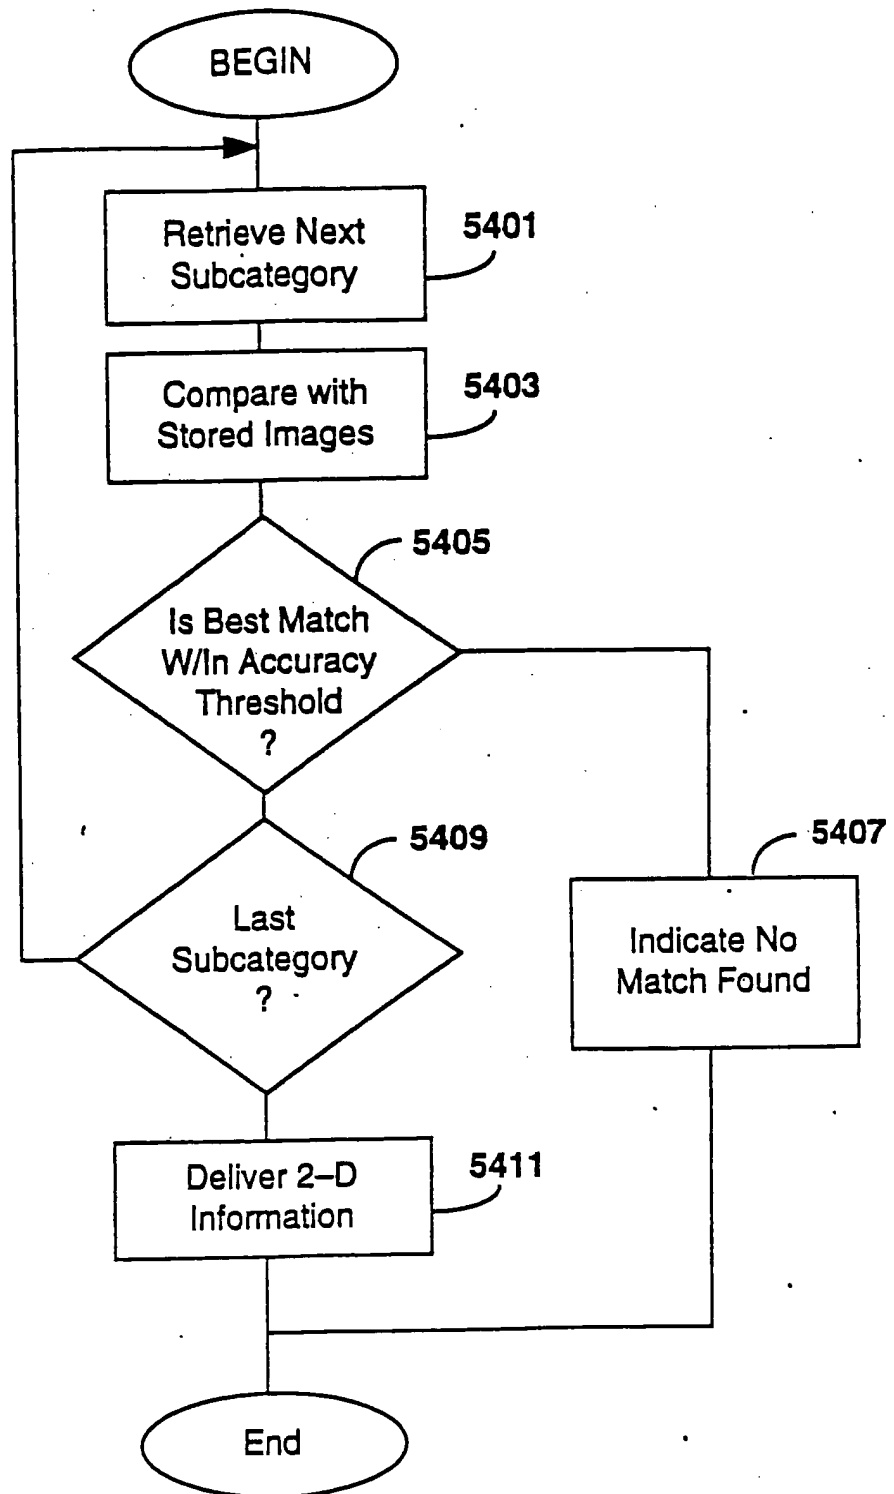 BEGIN
Retrieve Next
Subcategory
5401
Compare with
Stored Images
5403
5405
Is Best Match
W/In Accuracy
Threshold
?
5409
5407
Last
Subcategory
?
Indicate No
Match Found
Deliver 2–D
Information
5411
End